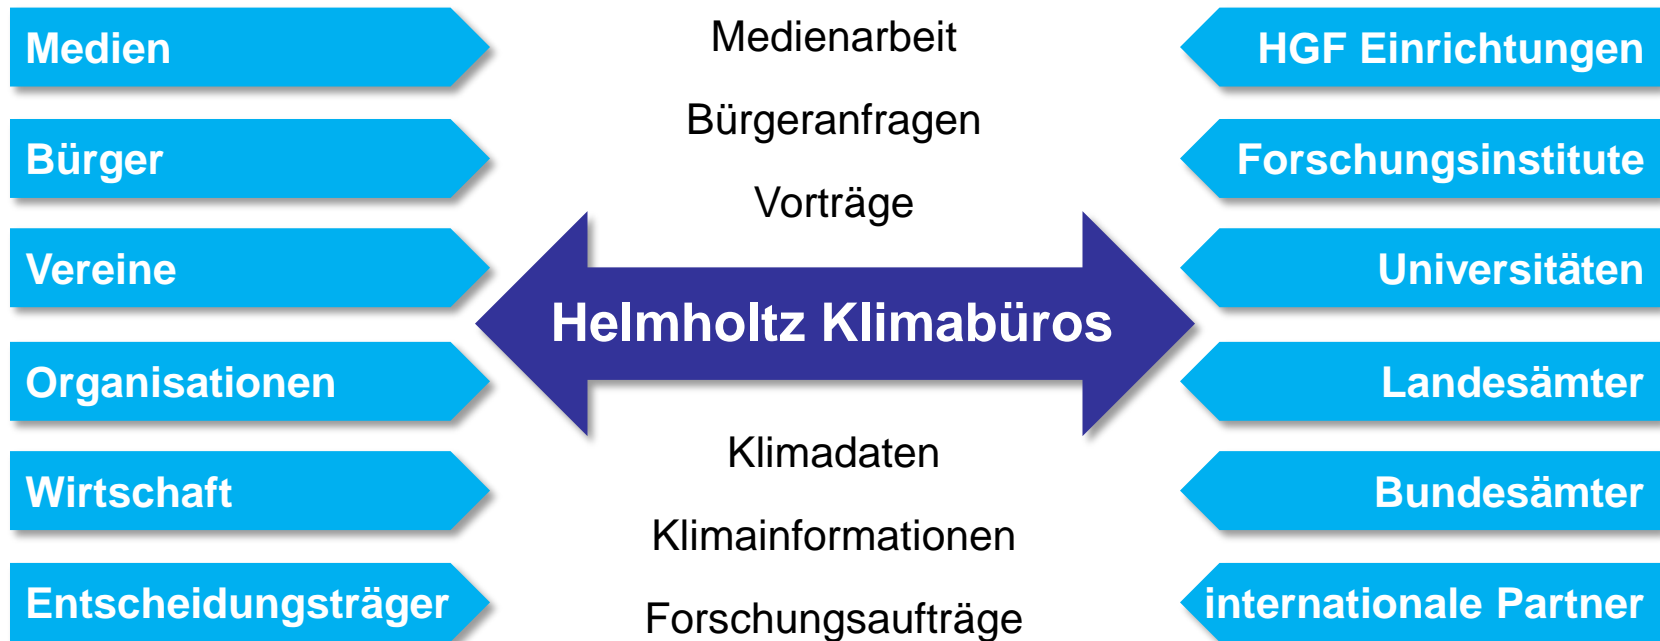 Medien
Bürger
Vereine
Organisationen
Wirtschaft
Entscheidungsträger
Medienarbeit
Bürgeranfragen
Vorträge
Helmholtz Klimabüros
Klimadaten
Klimainformationen
Forschungsaufträge
HGF Einrichtungen
Forschungsinstitute
Universitäten
Landesämter
Bundesämter
internationale Partner